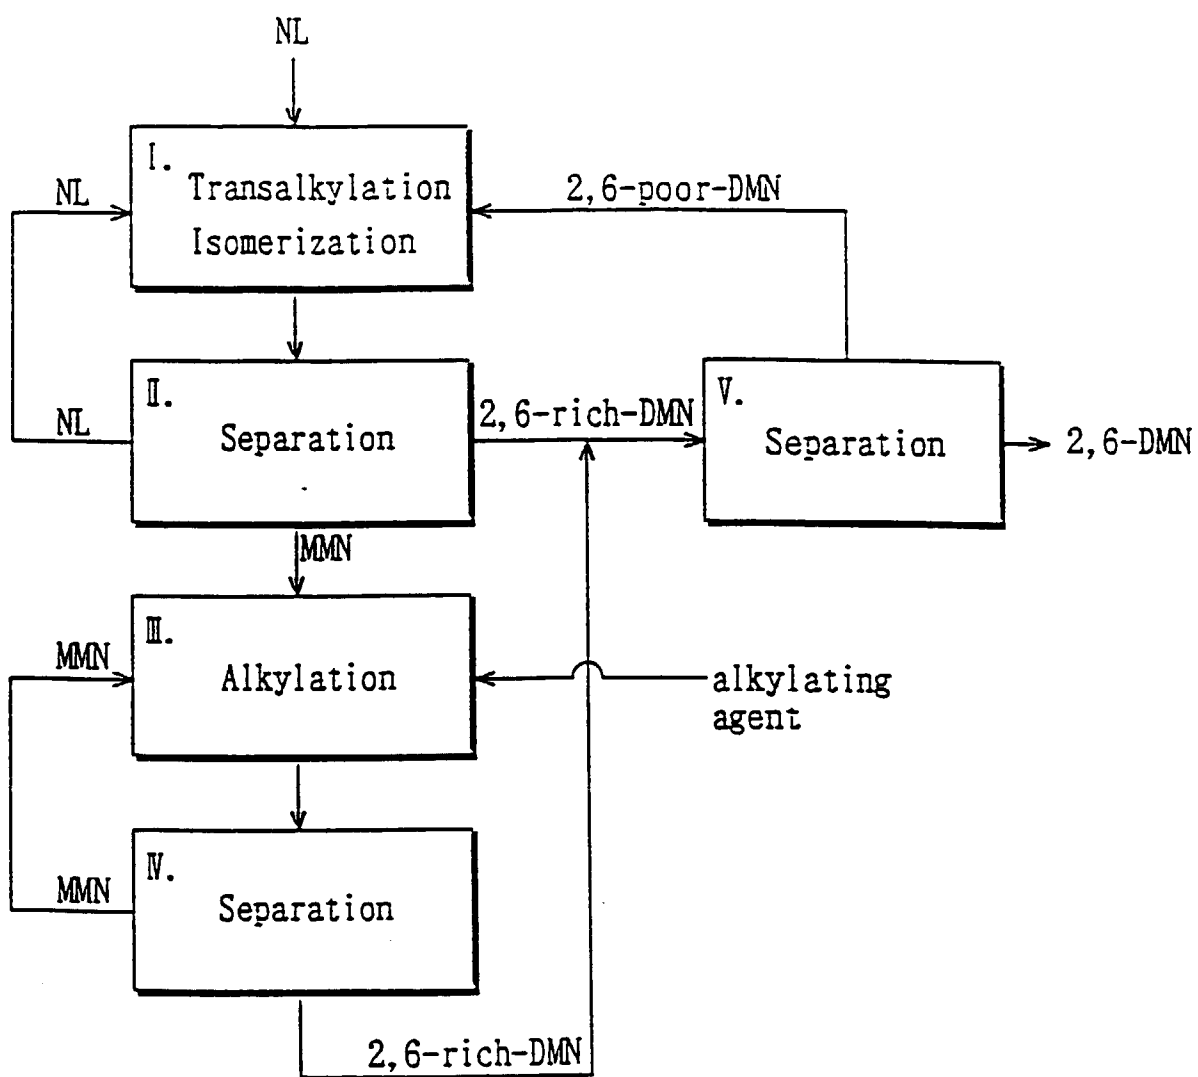 NL
I.
Transalkylation
Isomerization
NL
2,6-poor-DMN
II.
Separation
NL
2,6-rich-DMN
V.
Separation
2,6-DMN
MMN
III.
Alkylation
MMN
alkylating
agent
IV.
Separation
MMN
2,6-rich-DMN